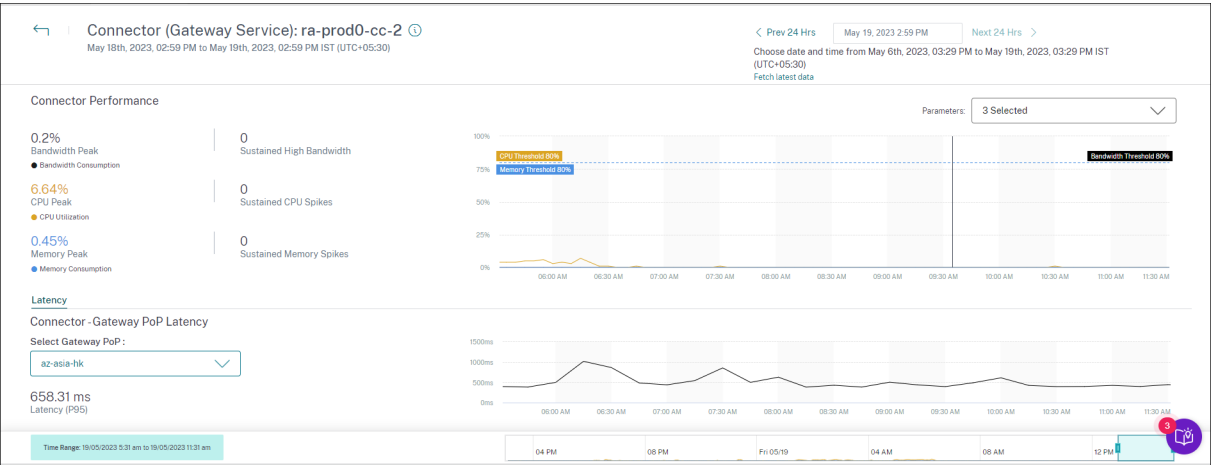 Connector (Gateway Service): ra-prod0-cc-2
May 18th, 2023, 02:59 PM to May 19th, 2023, 02:59 PM IST (UTC+05:30)
Prev 24 Hrs
May 19, 2023 2:59 PM
Next 24 Hrs
Choose date and time from May 6th, 2023, 03:29 PM to May 19th, 2023, 03:29 PM IST
(UTC+05:30)
Fetch latest data
Connector Performance
Parameters:
3 Selected
0.2%
Bandwidth Peak
Bandwidth Consumption
0
Sustained High Bandwidth
6.64%
CPU Peak
CPU Utilization
0
Sustained CPU Spikes
0.45%
Memory Peak
Memory Consumption
0
Sustained Memory Spikes
100%
CPU Threshold 80%
Bandwidth Threshold 80%
75%
Memory Threshold 80%
50%
25%
0%
06:00 AM 06:30 AM 07:00 AM 07:30 AM 08:00 AM 08:30 AM 09:00 AM 09:30 AM 10:00 AM 10:30 AM 11:00 AM 11:30 AM
Latency
Connector - Gateway PoP Latency
Select Gateway PoP :
az-asia-hk
658.31 ms
Latency (P95)
1500ms
1000ms
500ms
0ms
06:00 AM 06:30 AM 07:00 AM 07:30 AM 08:00 AM 08:30 AM 09:00 AM 09:30 AM 10:00 AM 10:30 AM 11:00 AM 11:30 AM
3
Time Range: 19/05/2023 5:31 am to 19/05/2023 11:31 am
04 PM 08 PM Fri 05/19 04 AM 08 AM 12 PM